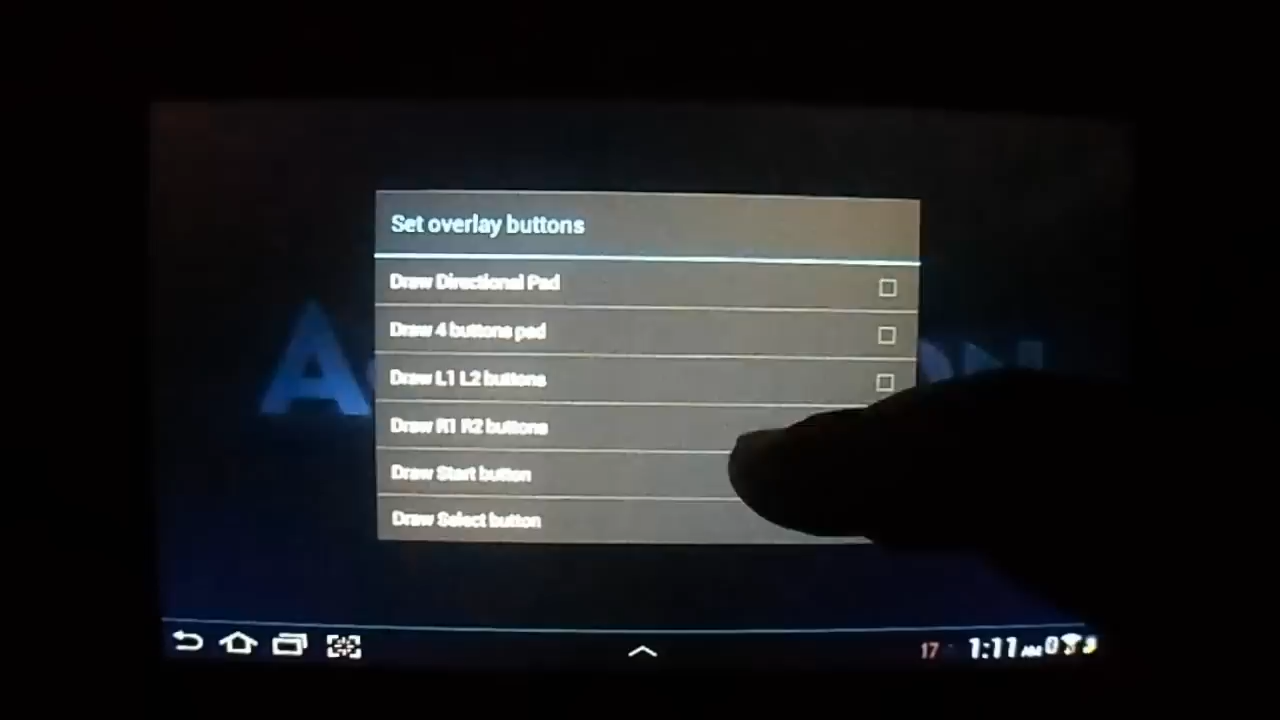 Set overlay buttons
Draw Directional Pad
Draw 4 buttons pad
Draw L1 L2 buttons
Draw R1 R2 buttons
Draw Start button
Draw Select button
17 1:11 AM